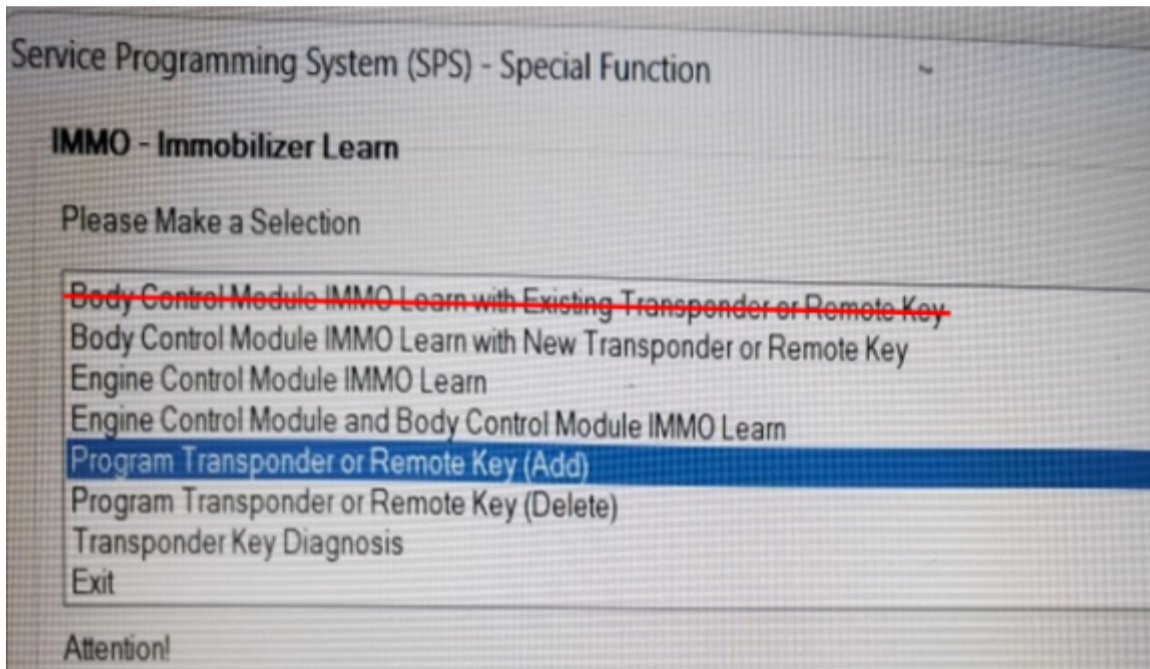 Service Programming System (SPS) - Special Function
IMMO - Immobilizer Learn
Please Make a Selection
Body Control Module IMMO Learn with Existing Transponder or Remote Key
Body Control Module IMMO Learn with New Transponder or Remote Key
Engine Control Module IMMO Learn
Engine Control Module and Body Control Module IMMO Learn
Program Transponder or Remote Key (Add)
Program Transponder or Remote Key (Delete)
Transponder Key Diagnosis
Exit
Attention!